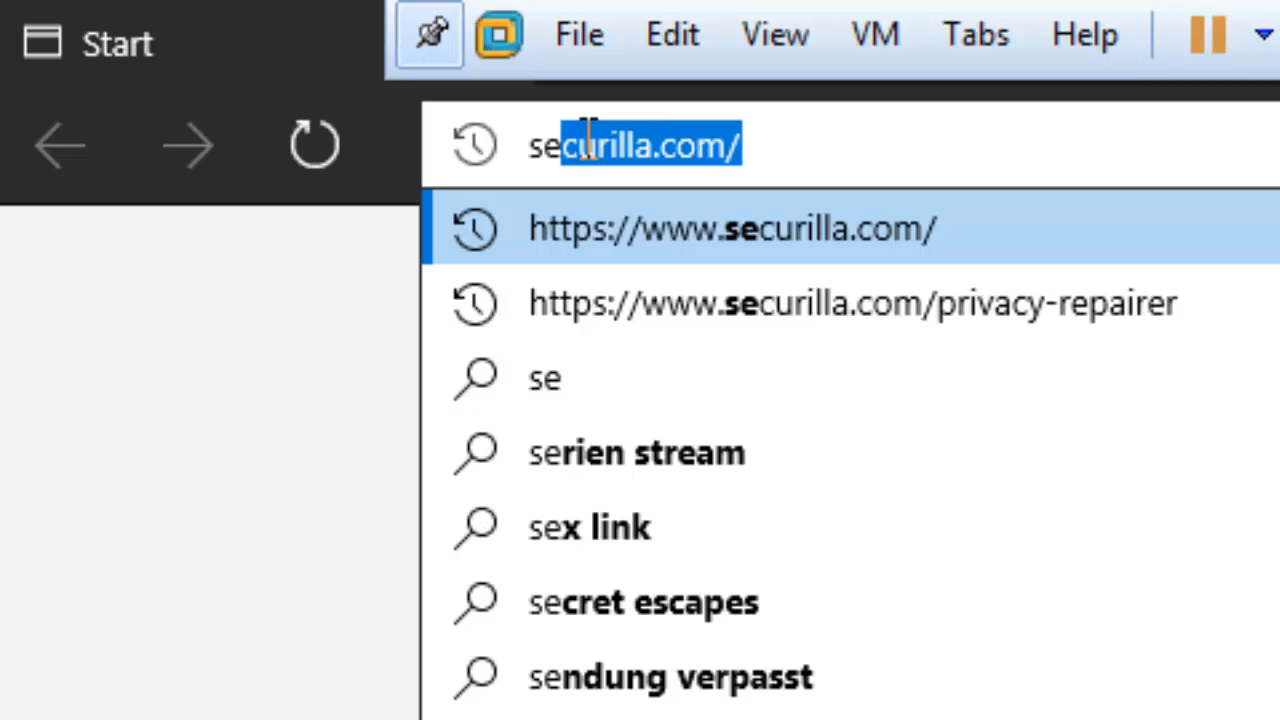 Start
File Edit View VM Tabs Help
securilla.com/
https://www.securilla.com/
https://www.securilla.com/privacy-repairer
se
serien stream
sex link
secret escapes
sendung verpasst